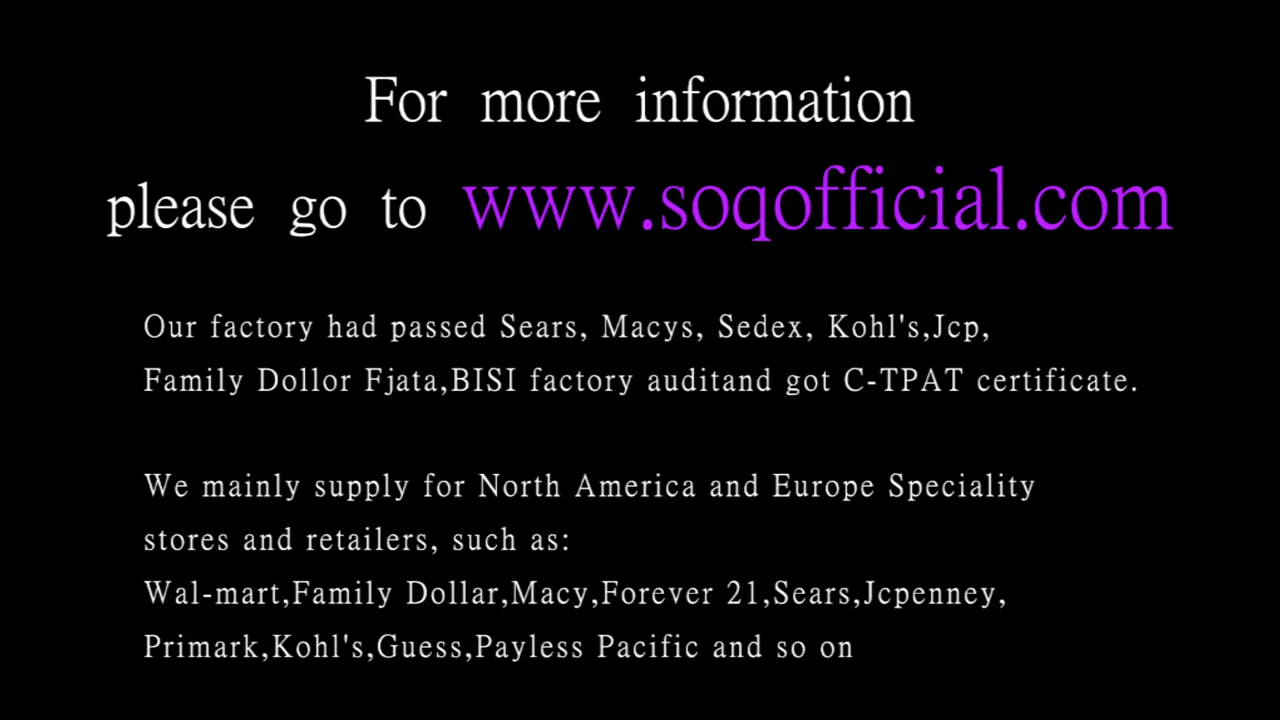 For more information
please go to www.soqofficial.com
Our factory had passed Sears, Macys, Sedex, Kohl's,Jcp,
Family Dollor Fjata,BISI factory auditand got C-TPAT certificate.
We mainly supply for North America and Europe Speciality
stores and retailers, such as:
Wal-mart,Family Dollar,Macy,Forever 21,Sears,Jcpenney,
Primark,Kohl's,Guess,Payless Pacific and so on